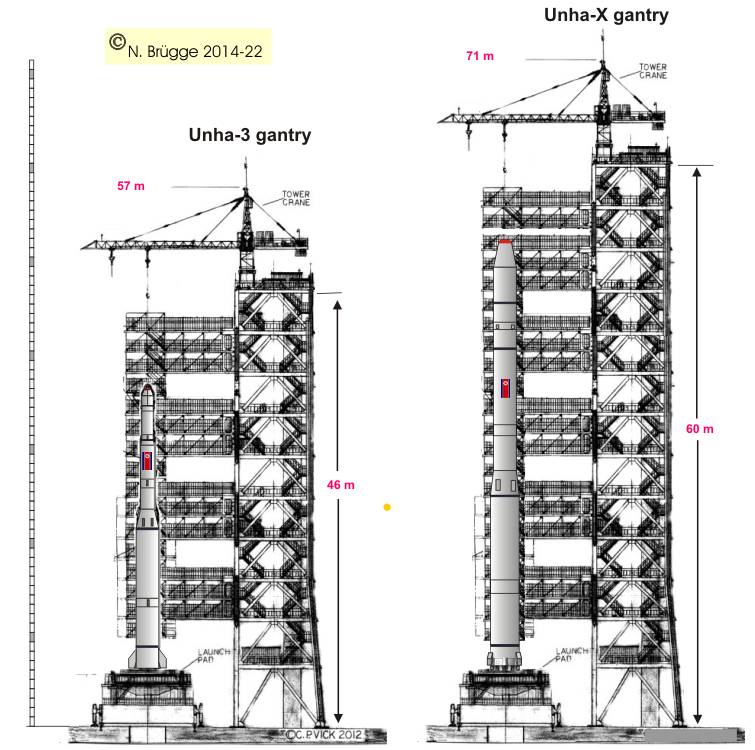 Unha-X gantry
© N. Brügge 2014-22
71 m
TOWER
CRANE
Unha-3 gantry
57 m
TOWER
CRANE
60 m
46 m
LAUNCH
PAD
LAUNCH
PAD
©C.P.VICK 2012